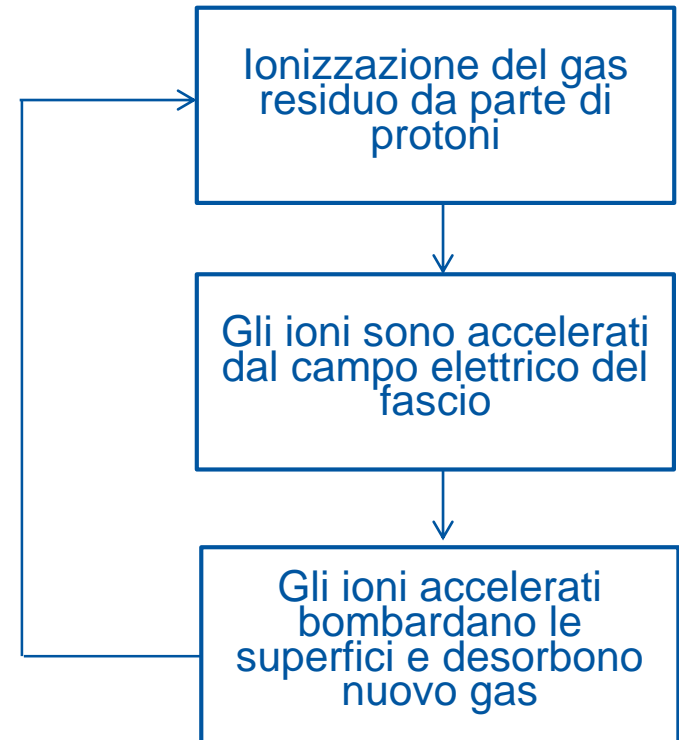 Ionizzazione del gas
residuo da parte di
protoni
Gli ioni sono accelerati
dal campo elettrico del
fascio
Gli ioni accelerati
bombardano le
superfici e desorbono
nuovo gas